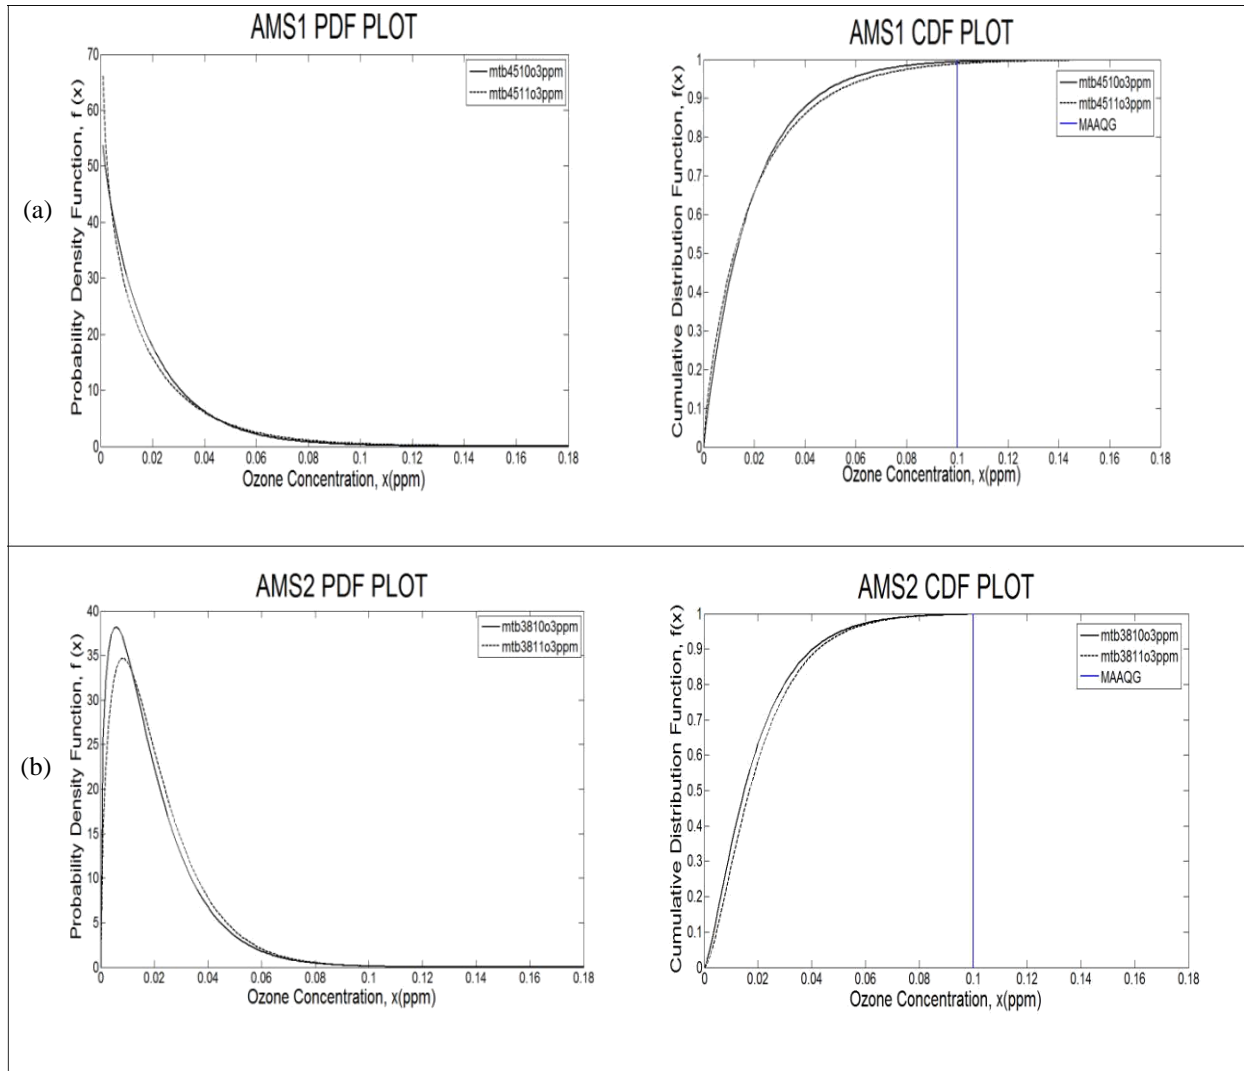 (a)
AMS1 PDF PLOT
Probability Density Function, f (x)
70
60
50
40
30
20
10
0
0 0.02 0.04 0.06 0.08 0.1 0.12 0.14 0.16 0.18
Ozone Concentration, x(ppm)
mtb4510o3ppm
mtb4511o3ppm
AMS1 CDF PLOT
Cumulative Distribution Function, f(x)
1
0.9
0.8
0.7
0.6
0.5
0.4
0.3
0.2
0.1
0
0 0.02 0.04 0.06 0.08 0.1 0.12 0.14 0.16 0.18
Ozone Concentration, x(ppm)
mtb4510o3ppm
mtb4511o3ppm
MAAQG
(b)
AMS2 PDF PLOT
Probability Density Function, f (x)
40
35
30
25
20
15
10
5
0
0 0.02 0.04 0.06 0.08 0.1 0.12 0.14 0.16 0.18
Ozone Concentration, x(ppm)
mtb3810o3ppm
mtb3811o3ppm
AMS2 CDF PLOT
Cumulative Distribution Function, f(x)
1
0.9
0.8
0.7
0.6
0.5
0.4
0.3
0.2
0.1
0
0 0.02 0.04 0.06 0.08 0.1 0.12 0.14 0.16 0.18
Ozone Concentration, x(ppm)
mtb3810o3ppm
mtb3811o3ppm
MAAQG